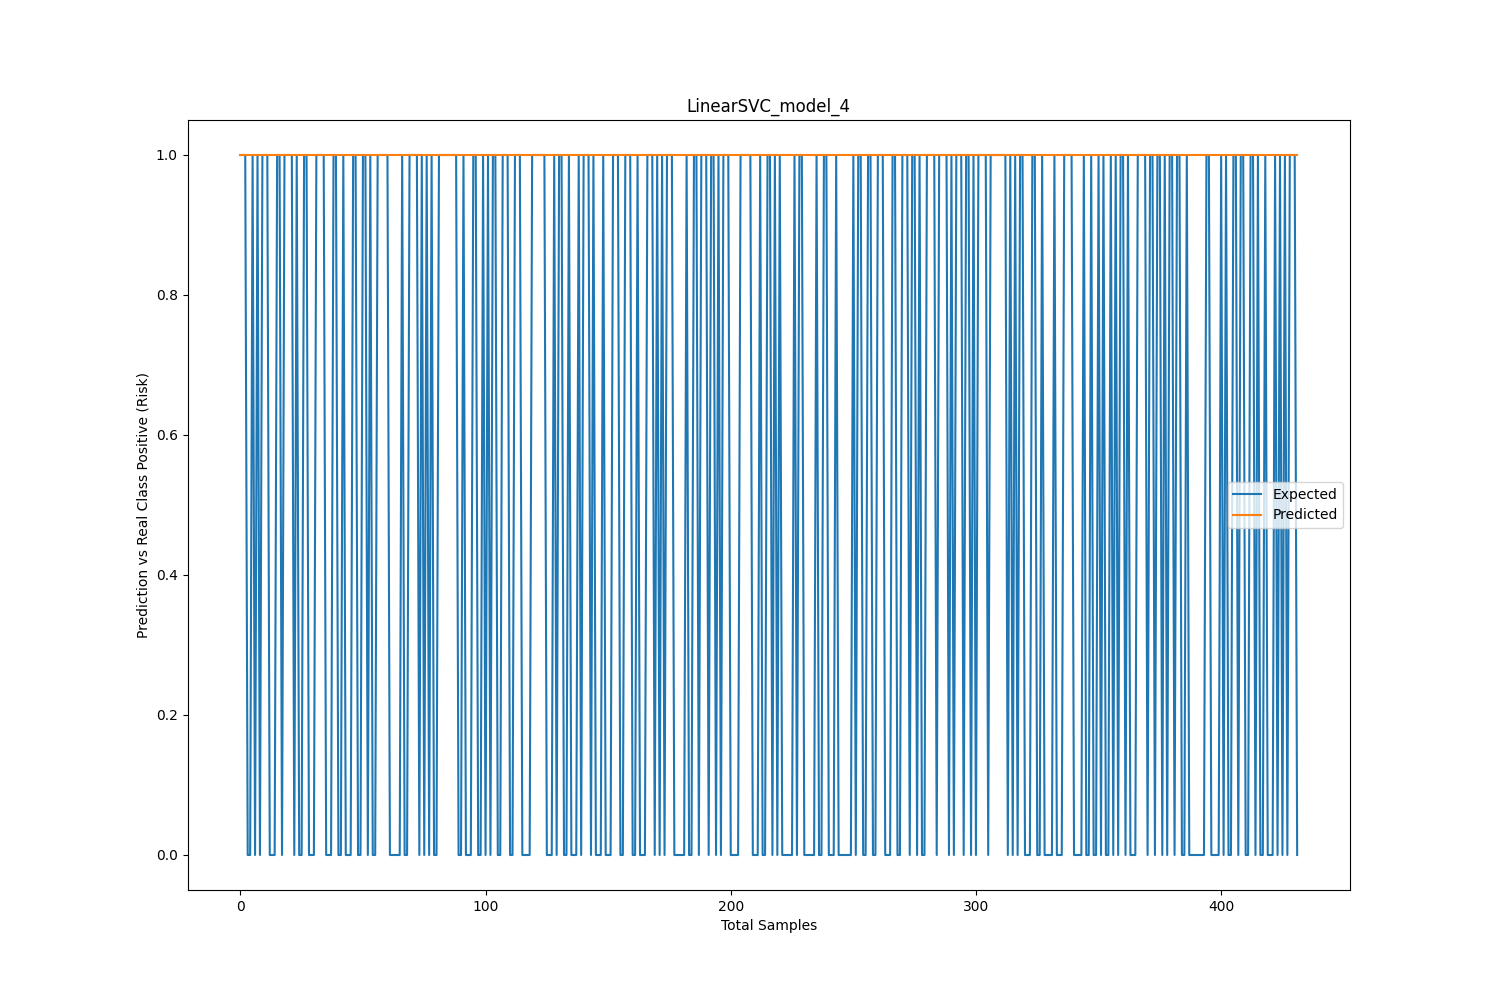 LinearSVC_model_4
1.0
0.8
0.6
0.4
0.2
0.0
Prediction vs Real Class Positive (Risk)
Expected
Predicted
0 100 200 300 400
Total Samples